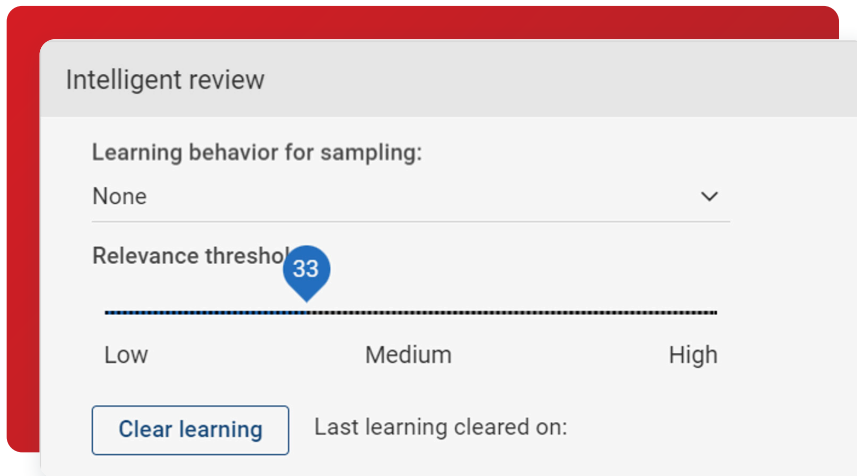 Intelligent review
Learning behavior for sampling:
None
Relevance threshol
33
Low Medium High
Clear learning Last learning cleared on: